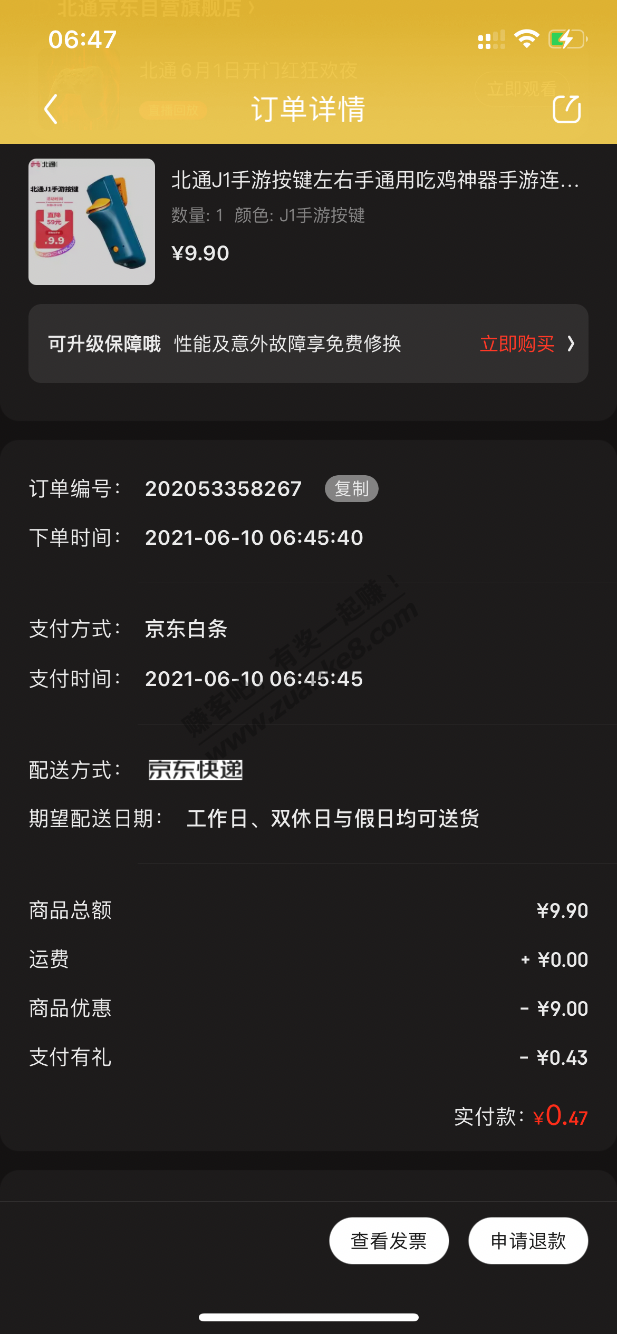 北通京东自营旗舰店 >
06:47
北通6月1日开门红狂欢夜
立即观看
订单详情
北通
北通J1手游按键
直降
.9.9
北通J1手游按键左右手通用吃鸡神器手游连...
数量: 1 颜色: J1手游按键
¥9.90
可升级保障哦 性能及意外故障享免费修换 立即购买 >
订单编号： 202053358267 复制
下单时间： 2021-06-10 06:45:40
支付方式： 京东白条
支付时间： 2021-06-10 06:45:45
赚客吧，有奖一起赚！
www.zuanke8.com
配送方式： 京东快递
期望配送日期： 工作日、双休日与假日均可送货
商品总额 ¥9.90
运费 + ¥0.00
商品优惠 - ¥9.00
支付有礼 - ¥0.43
实付款：¥0.47
查看发票 申请退款